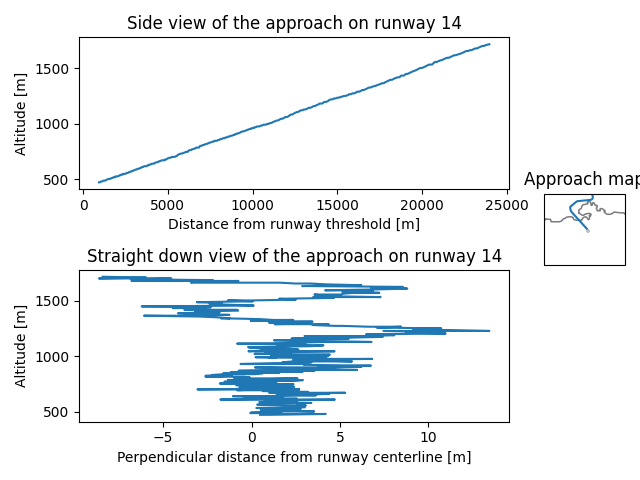 Side view of the approach on runway 14
Altitude [m]
1500
1000
500
0
5000
10000
15000
20000
25000
Distance from runway threshold [m]
Approach map
Straight down view of the approach on runway 14
Altitude [m]
1500
1000
500
−5
0
5
10
Perpendicular distance from runway centerline [m]